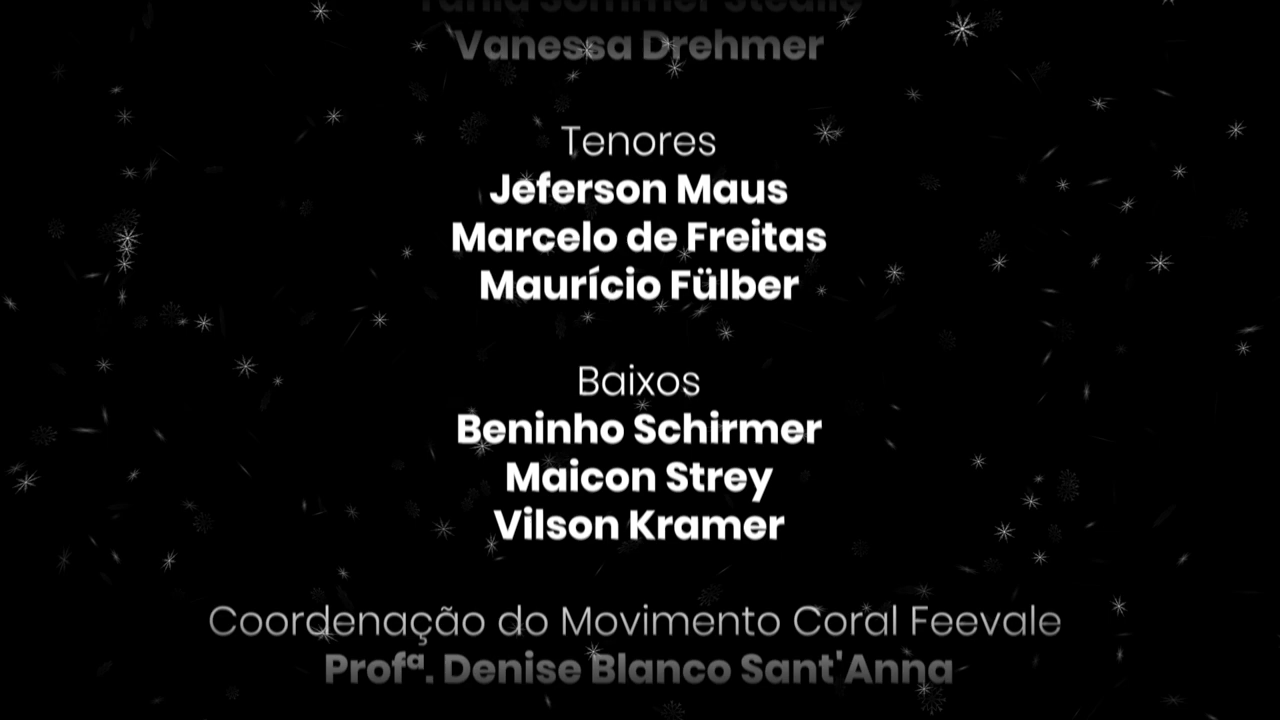 Vanessa Drehmer
Tenores
Jeferson Maus
Marcelo de Freitas
Maurício Fülber
Baixos
Beninho Schirmer
Maicon Strey
Vilson Kramer
Coordenação do Movimento Coral Feevale
Profª. Denise Blanco Sant'Anna